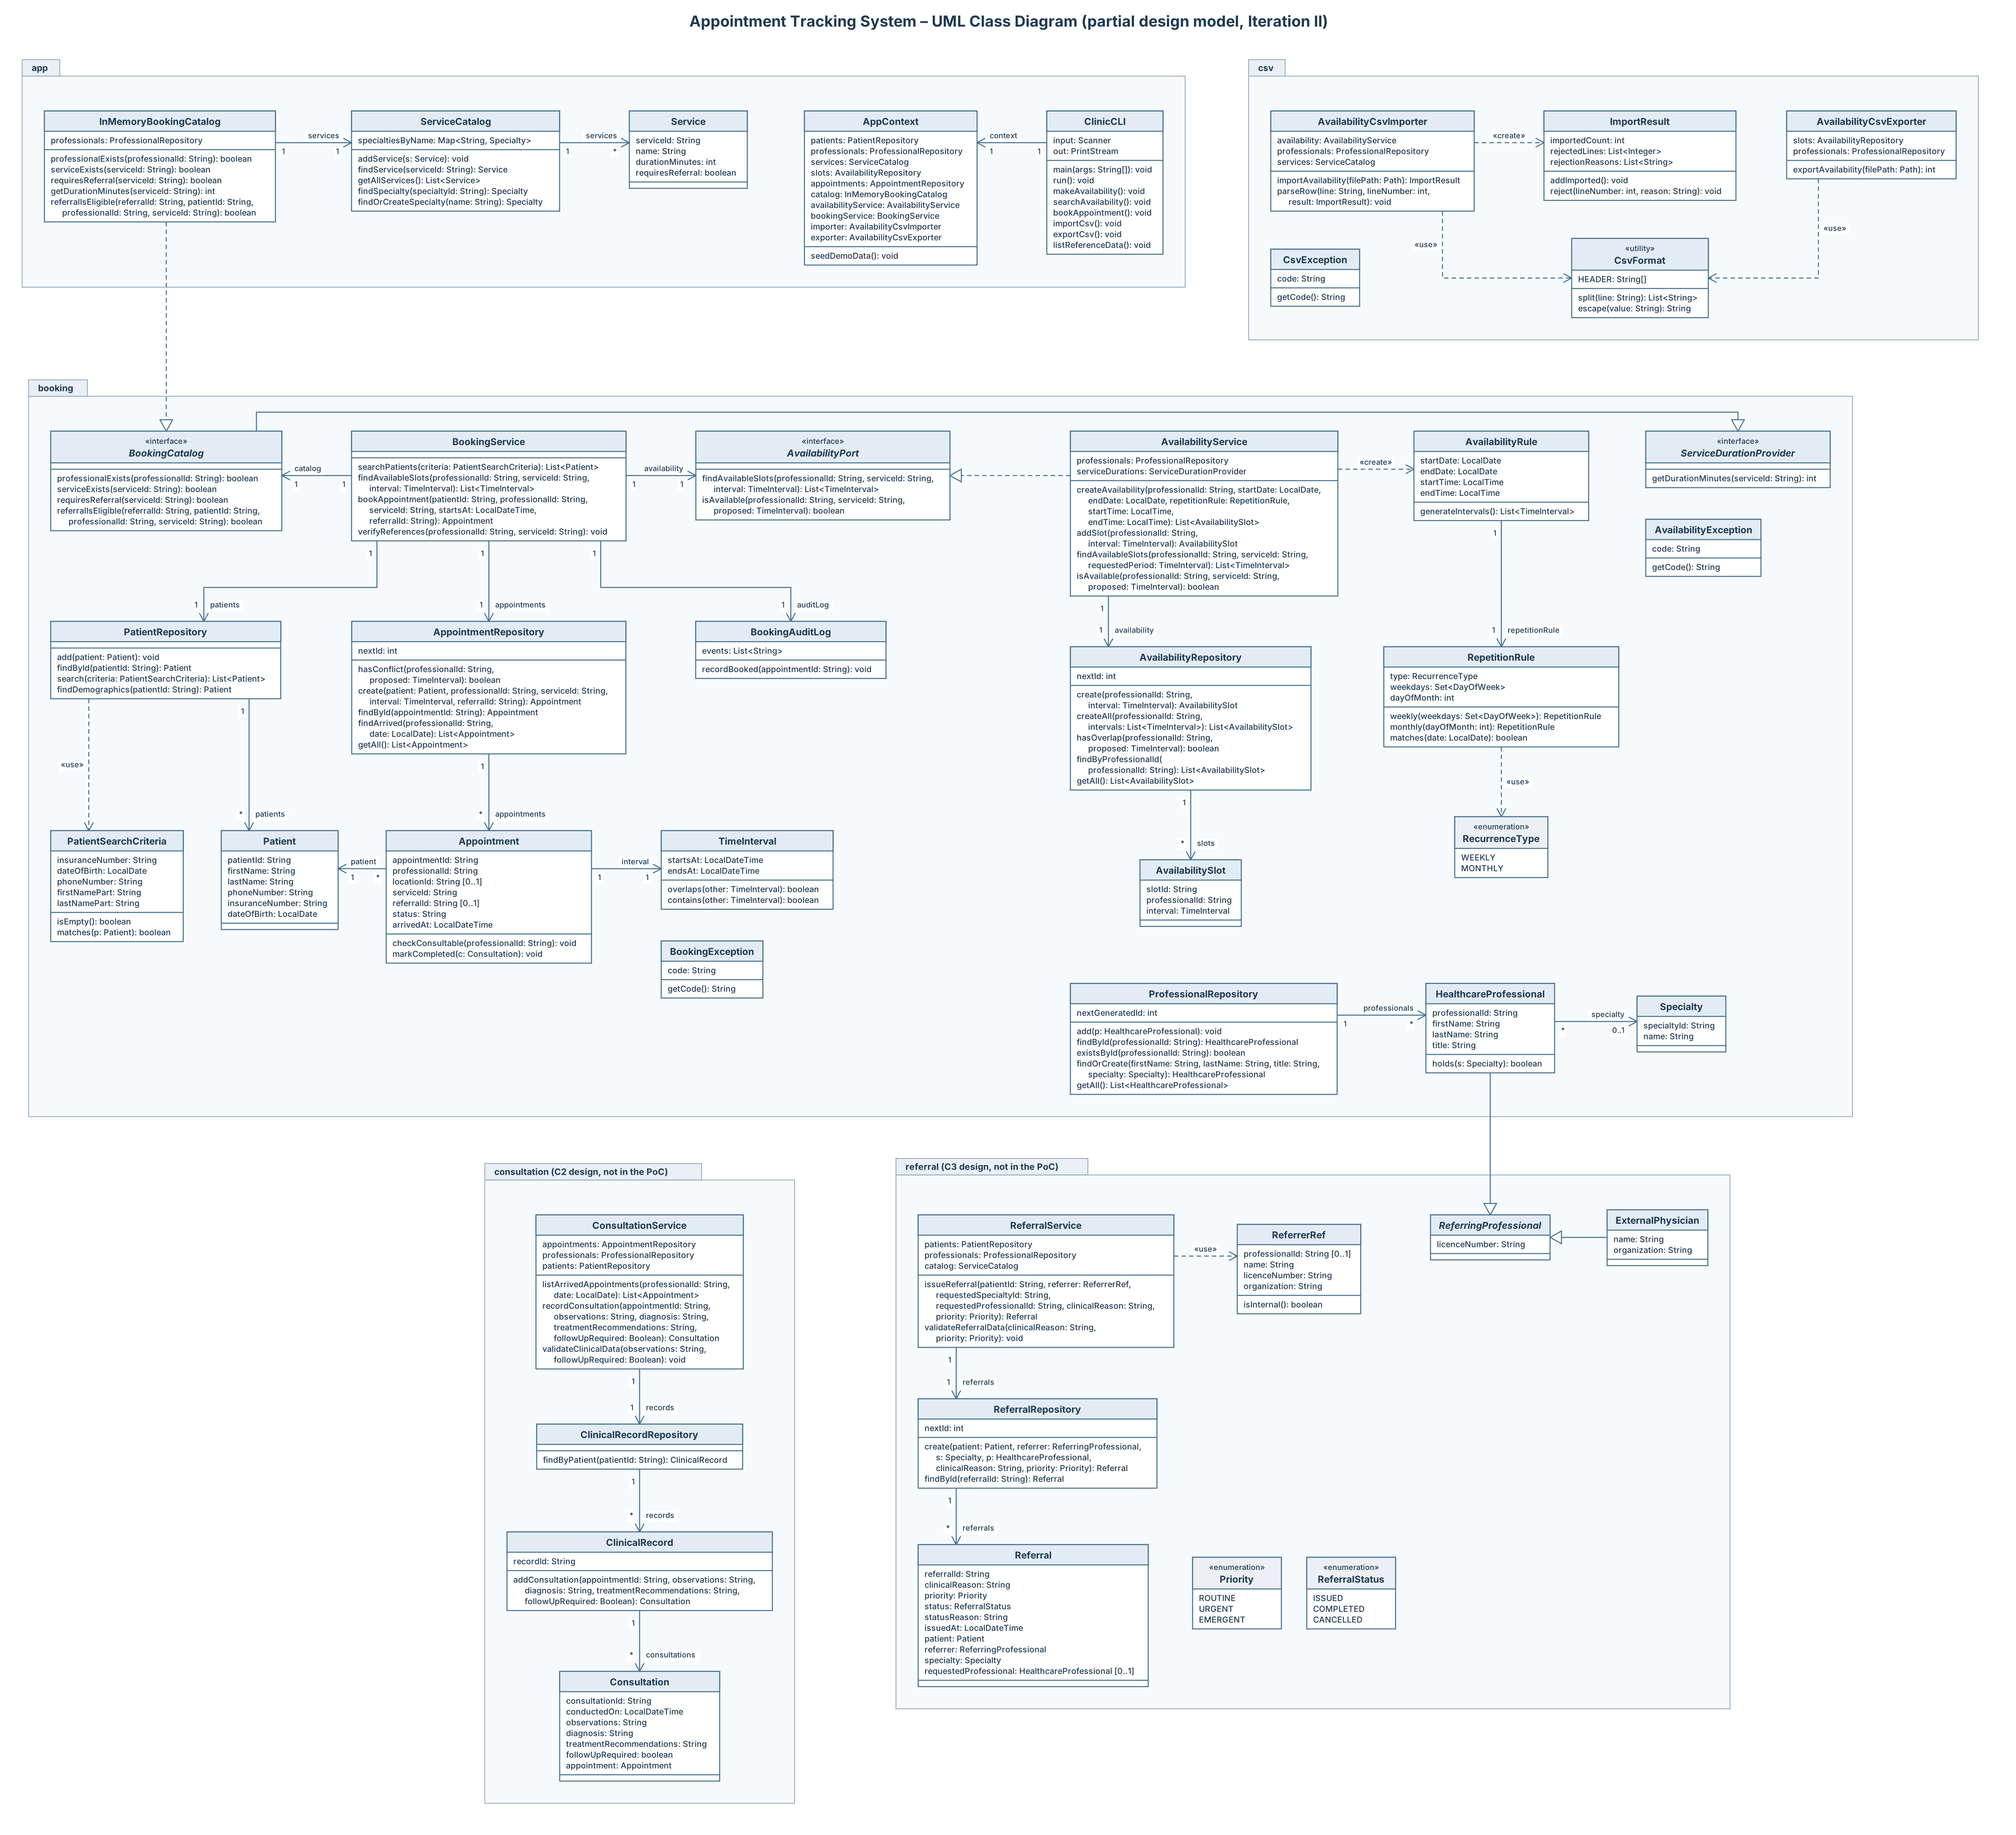 Appointment Tracking System – UML Class Diagram (partial design model, Iteration II)
app
InMemoryBookingCatalog
professionals: ProfessionalRepository
professionalExists(professionalId: String): boolean
serviceExists(serviceId: String): boolean
requiresReferral(serviceId: String): boolean
getDurationMinutes(serviceId: String): int
referralIsEligible(referralId: String, patientId: String,
professionalId: String, serviceId: String): boolean
services
1
1
ServiceCatalog
specialtiesByName: Map<String, Specialty>
addService(s: Service): void
findService(serviceId: String): Service
getAllServices(): List<Service>
findSpecialty(specialtyId: String): Specialty
findOrCreateSpecialty(name: String): Specialty
services
1
*
Service
serviceId: String
name: String
durationMinutes: int
requiresReferral: boolean
AppContext
patients: PatientRepository
professionals: ProfessionalRepository
services: ServiceCatalog
slots: AvailabilityRepository
appointments: AppointmentRepository
catalog: InMemoryBookingCatalog
availabilityService: AvailabilityService
bookingService: BookingService
importer: AvailabilityCsvImporter
exporter: AvailabilityCsvExporter
seedDemoData(): void
context
1
1
ClinicCLI
input: Scanner
out: PrintStream
main(args: String[]): void
run(): void
makeAvailability(): void
searchAvailability(): void
bookAppointment(): void
importCsv(): void
exportCsv(): void
listReferenceData(): void
csv
AvailabilityCsvImporter
availability: AvailabilityService
professionals: ProfessionalRepository
services: ServiceCatalog
importAvailability(filePath: Path): ImportResult
parseRow(line: String, lineNumber: int,
result: ImportResult): void
«create»
ImportResult
importedCount: int
rejectedLines: List<Integer>
rejectionReasons: List<String>
addImported(): void
reject(lineNumber: int, reason: String): void
AvailabilityCsvExporter
slots: AvailabilityRepository
professionals: ProfessionalRepository
exportAvailability(filePath: Path): int
«use»
«use»
CsvException
code: String
getCode(): String
«utility»
CsvFormat
HEADER: String[]
split(line: String): List<String>
escape(value: String): String
booking
«interface»
BookingCatalog
professionalExists(professionalId: String): boolean
serviceExists(serviceId: String): boolean
requiresReferral(serviceId: String): boolean
referralIsEligible(referralId: String, patientId: String,
professionalId: String, serviceId: String): boolean
catalog
1
1
BookingService
searchPatients(criteria: PatientSearchCriteria): List<Patient>
findAvailableSlots(professionalId: String, serviceId: String,
interval: TimeInterval): List<TimeInterval>
bookAppointment(patientId: String, professionalId: String,
serviceId: String, startsAt: LocalDateTime,
referralId: String): Appointment
verifyReferences(professionalId: String, serviceId: String): void
availability
1
1
«interface»
AvailabilityPort
findAvailableSlots(professionalId: String, serviceId: String,
interval: TimeInterval): List<TimeInterval>
isAvailable(professionalId: String, serviceId: String,
proposed: TimeInterval): boolean
AvailabilityService
professionals: ProfessionalRepository
serviceDurations: ServiceDurationProvider
createAvailability(professionalId: String, startDate: LocalDate,
endDate: LocalDate, repetitionRule: RepetitionRule,
startTime: LocalTime,
endTime: LocalTime): List<AvailabilitySlot>
addSlot(professionalId: String,
interval: TimeInterval): AvailabilitySlot
findAvailableSlots(professionalId: String, serviceId: String,
requestedPeriod: TimeInterval): List<TimeInterval>
isAvailable(professionalId: String, serviceId: String,
proposed: TimeInterval): boolean
«create»
AvailabilityRule
startDate: LocalDate
endDate: LocalDate
startTime: LocalTime
endTime: LocalTime
generateIntervals(): List<TimeInterval>
«interface»
ServiceDurationProvider
getDurationMinutes(serviceId: String): int
AvailabilityException
code: String
getCode(): String
1
1
1
1
patients
1
appointments
1
auditLog
1
1
availability
1
1
repetitionRule
PatientRepository
add(patient: Patient): void
findById(patientId: String): Patient
search(criteria: PatientSearchCriteria): List<Patient>
findDemographics(patientId: String): Patient
AppointmentRepository
nextId: int
hasConflict(professionalId: String,
proposed: TimeInterval): boolean
create(patient: Patient, professionalId: String, serviceId: String,
interval: TimeInterval, referralId: String): Appointment
findById(appointmentId: String): Appointment
findArrived(professionalId: String,
date: LocalDate): List<Appointment>
getAll(): List<Appointment>
BookingAuditLog
events: List<String>
recordBooked(appointmentId: String): void
AvailabilityRepository
nextId: int
create(professionalId: String,
interval: TimeInterval): AvailabilitySlot
createAll(professionalId: String,
intervals: List<TimeInterval>): List<AvailabilitySlot>
hasOverlap(professionalId: String,
proposed: TimeInterval): boolean
findByProfessionalId(
professionalId: String): List<AvailabilitySlot>
getAll(): List<AvailabilitySlot>
RepetitionRule
type: RecurrenceType
weekdays: Set<DayOfWeek>
dayOfMonth: int
weekly(weekdays: Set<DayOfWeek>): RepetitionRule
monthly(dayOfMonth: int): RepetitionRule
matches(date: LocalDate): boolean
«use»
1
*
patients
1
*
appointments
1
*
slots
«use»
PatientSearchCriteria
insuranceNumber: String
dateOfBirth: LocalDate
phoneNumber: String
firstNamePart: String
lastNamePart: String
isEmpty(): boolean
matches(p: Patient): boolean
Patient
patientId: String
firstName: String
lastName: String
phoneNumber: String
insuranceNumber: String
dateOfBirth: LocalDate
patient
1
*
Appointment
appointmentId: String
professionalId: String
locationId: String [0..1]
serviceId: String
referralId: String [0..1]
status: String
arrivedAt: LocalDateTime
checkConsultable(professionalId: String): void
markCompleted(c: Consultation): void
interval
1
1
TimeInterval
startsAt: LocalDateTime
endsAt: LocalDateTime
overlaps(other: TimeInterval): boolean
contains(other: TimeInterval): boolean
BookingException
code: String
getCode(): String
AvailabilitySlot
slotId: String
professionalId: String
interval: TimeInterval
«enumeration»
RecurrenceType
WEEKLY
MONTHLY
ProfessionalRepository
nextGeneratedId: int
add(p: HealthcareProfessional): void
findById(professionalId: String): HealthcareProfessional
existsById(professionalId: String): boolean
findOrCreate(firstName: String, lastName: String, title: String,
specialty: Specialty): HealthcareProfessional
getAll(): List<HealthcareProfessional>
professionals
1
*
HealthcareProfessional
professionalId: String
firstName: String
lastName: String
title: String
holds(s: Specialty): boolean
specialty
*
0..1
Specialty
specialtyId: String
name: String
consultation (C2 design, not in the PoC)
ConsultationService
appointments: AppointmentRepository
professionals: ProfessionalRepository
patients: PatientRepository
listArrivedAppointments(professionalId: String,
date: LocalDate): List<Appointment>
recordConsultation(appointmentId: String,
observations: String, diagnosis: String,
treatmentRecommendations: String,
followUpRequired: Boolean): Consultation
validateClinicalData(observations: String,
followUpRequired: Boolean): void
1
1
records
ClinicalRecordRepository
findByPatient(patientId: String): ClinicalRecord
1
*
records
ClinicalRecord
recordId: String
addConsultation(appointmentId: String, observations: String,
diagnosis: String, treatmentRecommendations: String,
followUpRequired: Boolean): Consultation
1
*
consultations
Consultation
consultationId: String
conductedOn: LocalDateTime
observations: String
diagnosis: String
treatmentRecommendations: String
followUpRequired: boolean
appointment: Appointment
referral (C3 design, not in the PoC)
ReferralService
patients: PatientRepository
professionals: ProfessionalRepository
catalog: ServiceCatalog
issueReferral(patientId: String, referrer: ReferrerRef,
requestedSpecialtyId: String,
requestedProfessionalId: String, clinicalReason: String,
priority: Priority): Referral
validateReferralData(clinicalReason: String,
priority: Priority): void
«use»
ReferrerRef
professionalId: String [0..1]
name: String
licenceNumber: String
organization: String
isInternal(): boolean
ReferringProfessional
licenceNumber: String
ExternalPhysician
name: String
organization: String
1
1
referrals
ReferralRepository
nextId: int
create(patient: Patient, referrer: ReferringProfessional,
s: Specialty, p: HealthcareProfessional,
clinicalReason: String, priority: Priority): Referral
findById(referralId: String): Referral
1
*
referrals
Referral
referralId: String
clinicalReason: String
priority: Priority
status: ReferralStatus
statusReason: String
issuedAt: LocalDateTime
patient: Patient
referrer: ReferringProfessional
specialty: Specialty
requestedProfessional: HealthcareProfessional [0..1]
«enumeration»
Priority
ROUTINE
URGENT
EMERGENT
«enumeration»
ReferralStatus
ISSUED
COMPLETED
CANCELLED